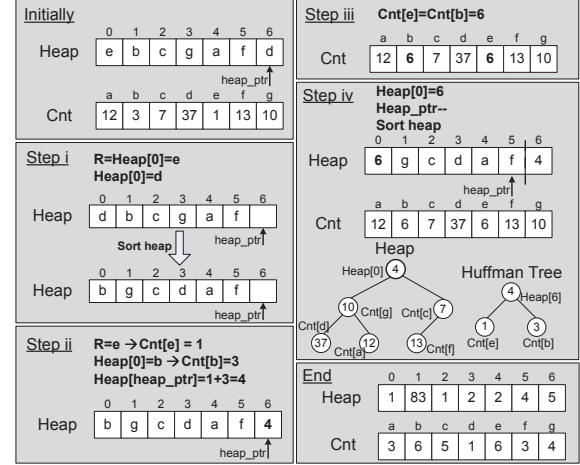 Initially
0 1 2 3 4 5 6
Heap e b c g a f d
heap_ptr
a b c d e f g
Cnt 12 3 7 37 1 13 10
Step i R=Heap[0]=e
Heap[0]=d
0 1 2 3 4 5 6
Heap d b c g a f
Sort heap heap_ptr
0 1 2 3 4 5 6
Heap b g c d a f
heap_ptr
Step ii R=e →Cnt[e] = 1
Heap[0]=b →Cnt[b]=3
Heap[heap_ptr]=1+3=4
0 1 2 3 4 5 6
Heap b g c d a f 4
heap_ptr
Step iii Cnt[e]=Cnt[b]=6
a b c d e f g
Cnt 12 6 7 37 6 13 10
Step iv Heap[0]=6
Heap_ptr--
Sort heap
0 1 2 3 4 5 6
Heap 6 g c d a f 4
heap_ptr
a b c d e f g
Cnt 12 6 7 37 6 13 10
Heap
Heap[0] 4
10 Cnt[g] Cnt[c] 7
Cnt[d]
37 Cnt[a] 12 13 Cnt[f]
Huffman Tree
4 Heap[6]
1 3
Cnt[e] Cnt[b]
End
0 1 2 3 4 5 6
Heap 1 83 1 2 2 4 5
a b c d e f g
Cnt 3 6 5 1 6 3 4